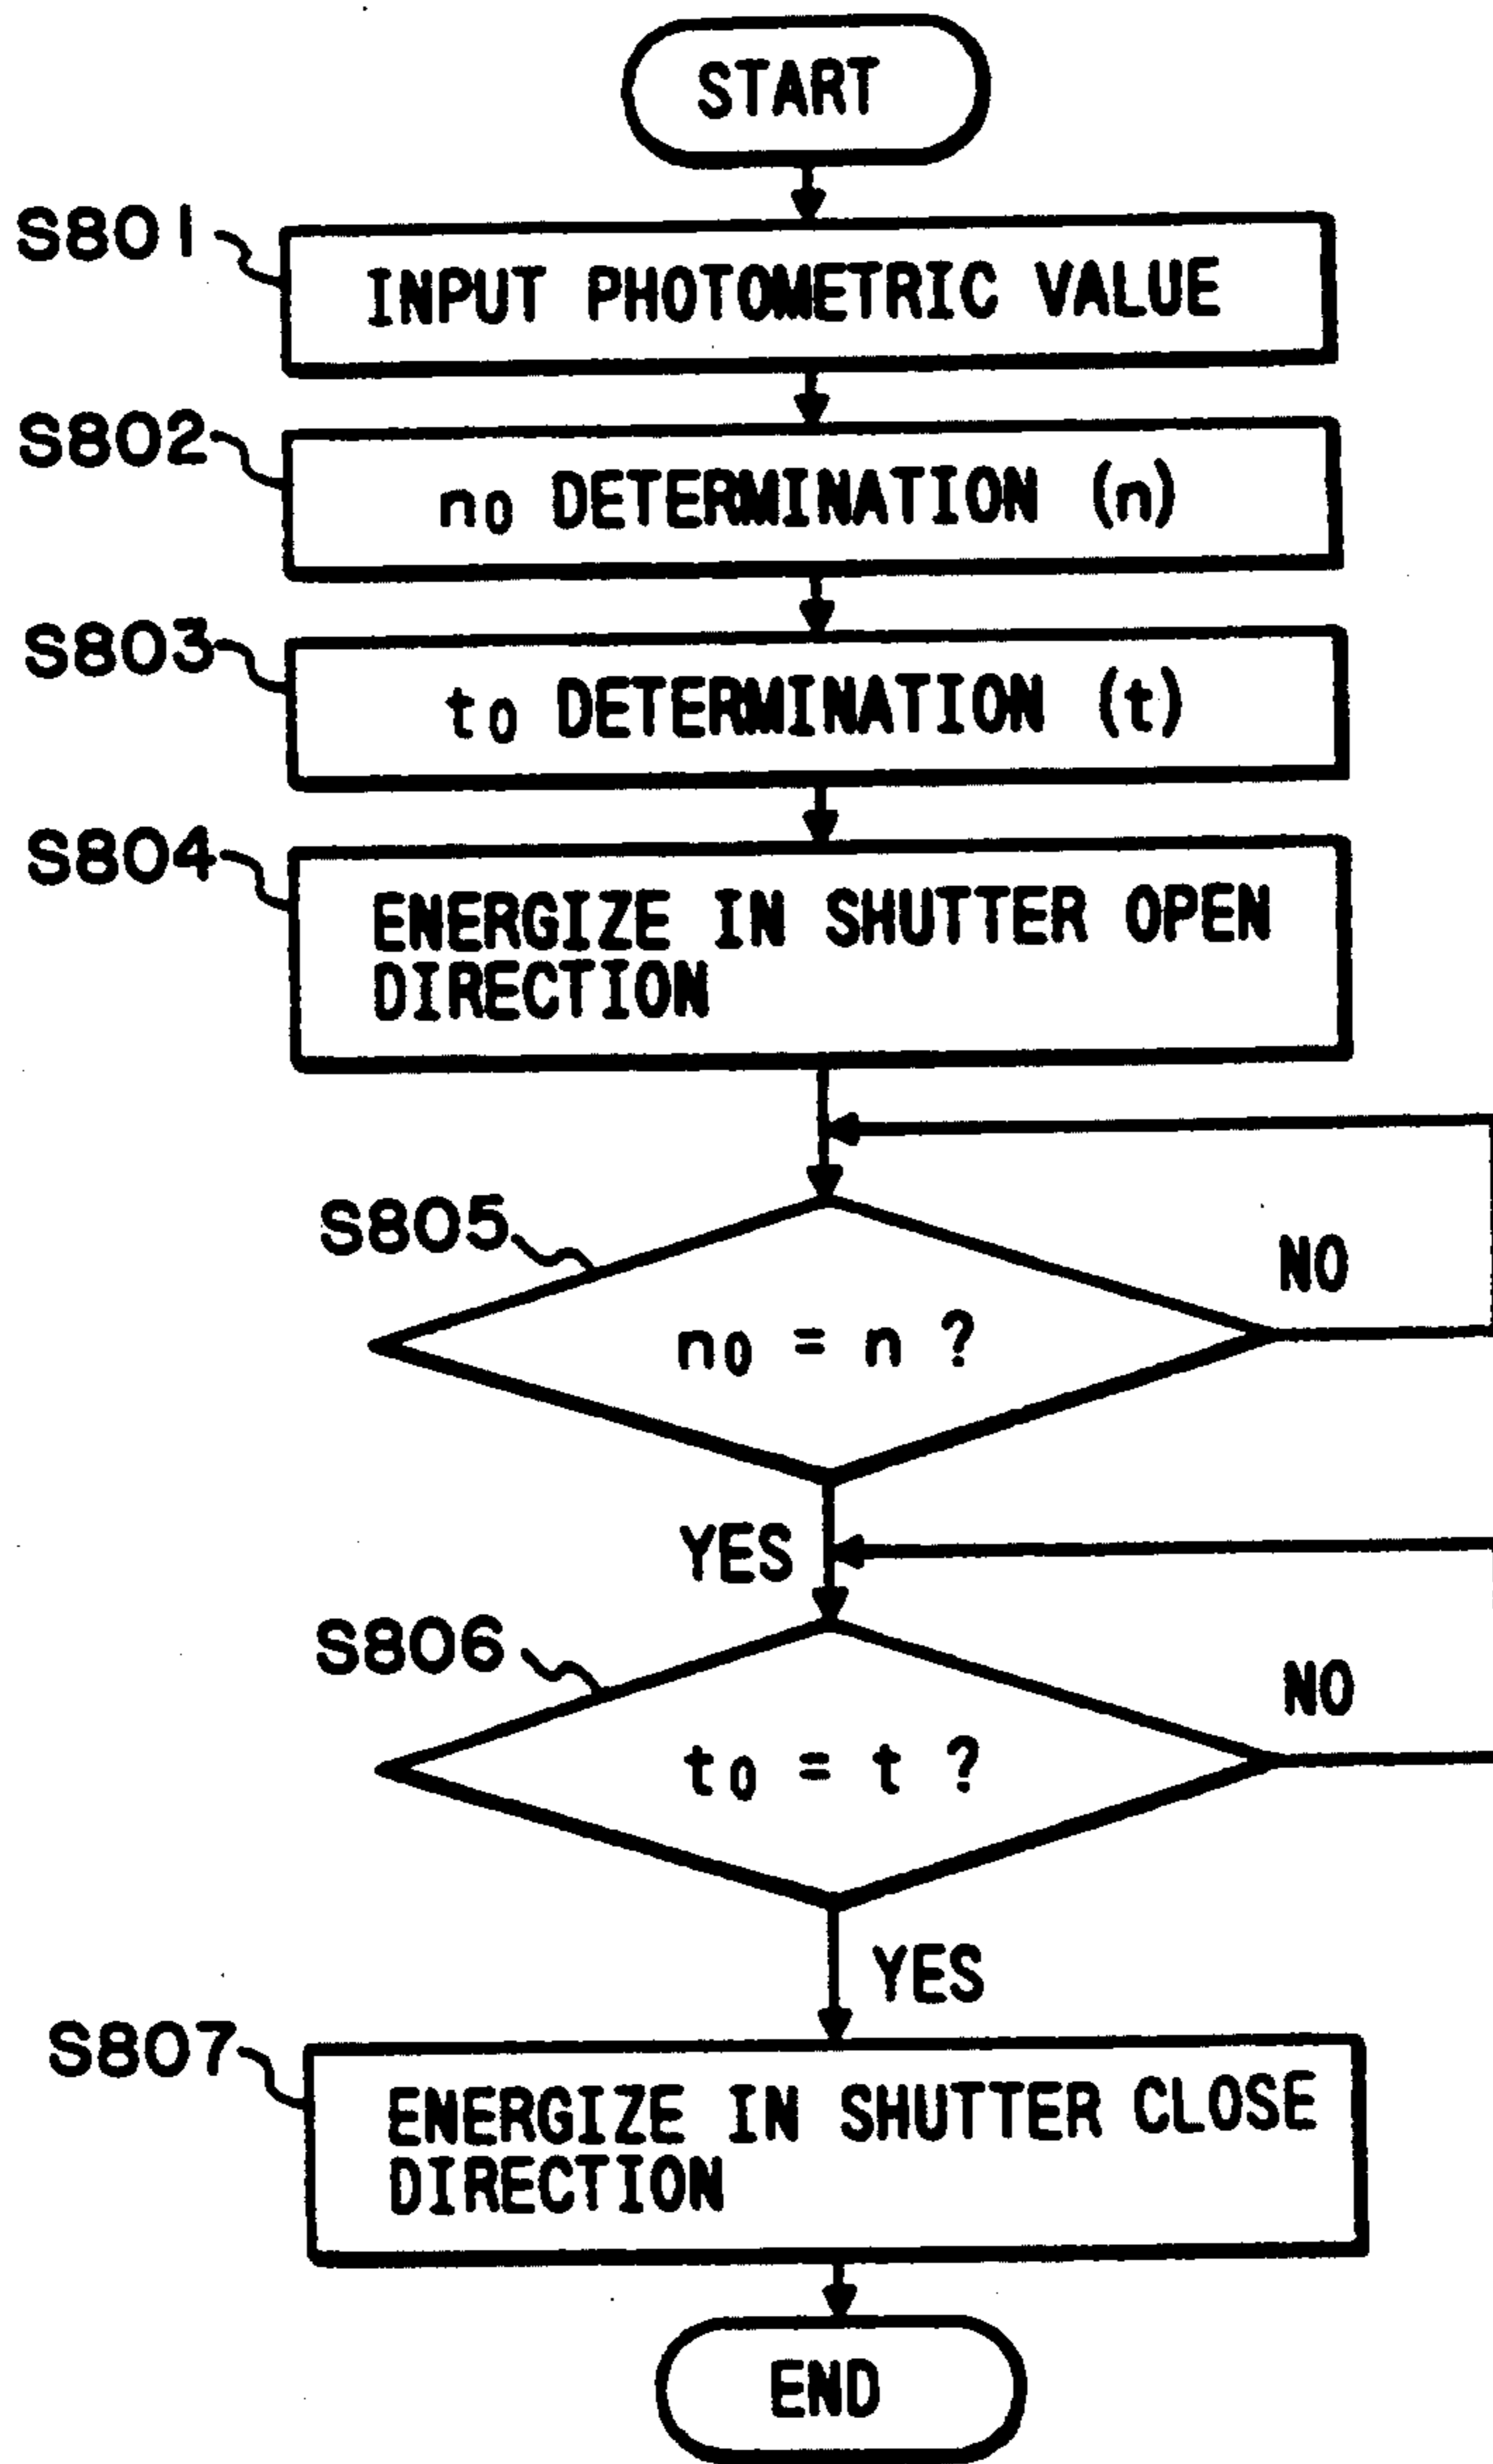 START
S801
INPUT PHOTOMETRIC VALUE
S802
n0 DETERMINATION (n)
S803
t0 DETERMINATION (t)
S804
ENERGIZE IN SHUTTER OPEN
DIRECTION
S805
n0 = n ?
NO
YES
S806
t0 = t ?
NO
YES
S807
ENERGIZE IN SHUTTER CLOSE
DIRECTION
END